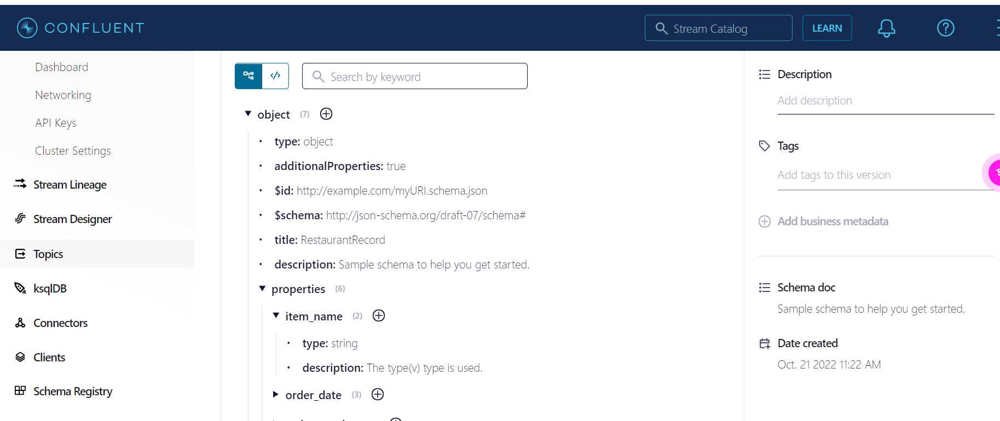 CONFLUENT
Stream Catalog
LEARN
Dashboard
Networking
API Keys
Cluster Settings
Stream Lineage
Stream Designer
Topics
ksqlDB
Connectors
Clients
Schema Registry
Search by keyword
object (7)
type: object
additionalProperties: true
$id: http://example.com/myURI.schema.json
$schema: http://json-schema.org/draft-07/schema#
title: RestaurantRecord
description: Sample schema to help you get started.
properties (6)
item_name (2)
type: string
description: The type(v) type is used.
order_date (3)
Description
Add description
Tags
Add tags to this version
Add business metadata
Schema doc
Sample schema to help you get started.
Date created
Oct. 21 2022 11:22 AM